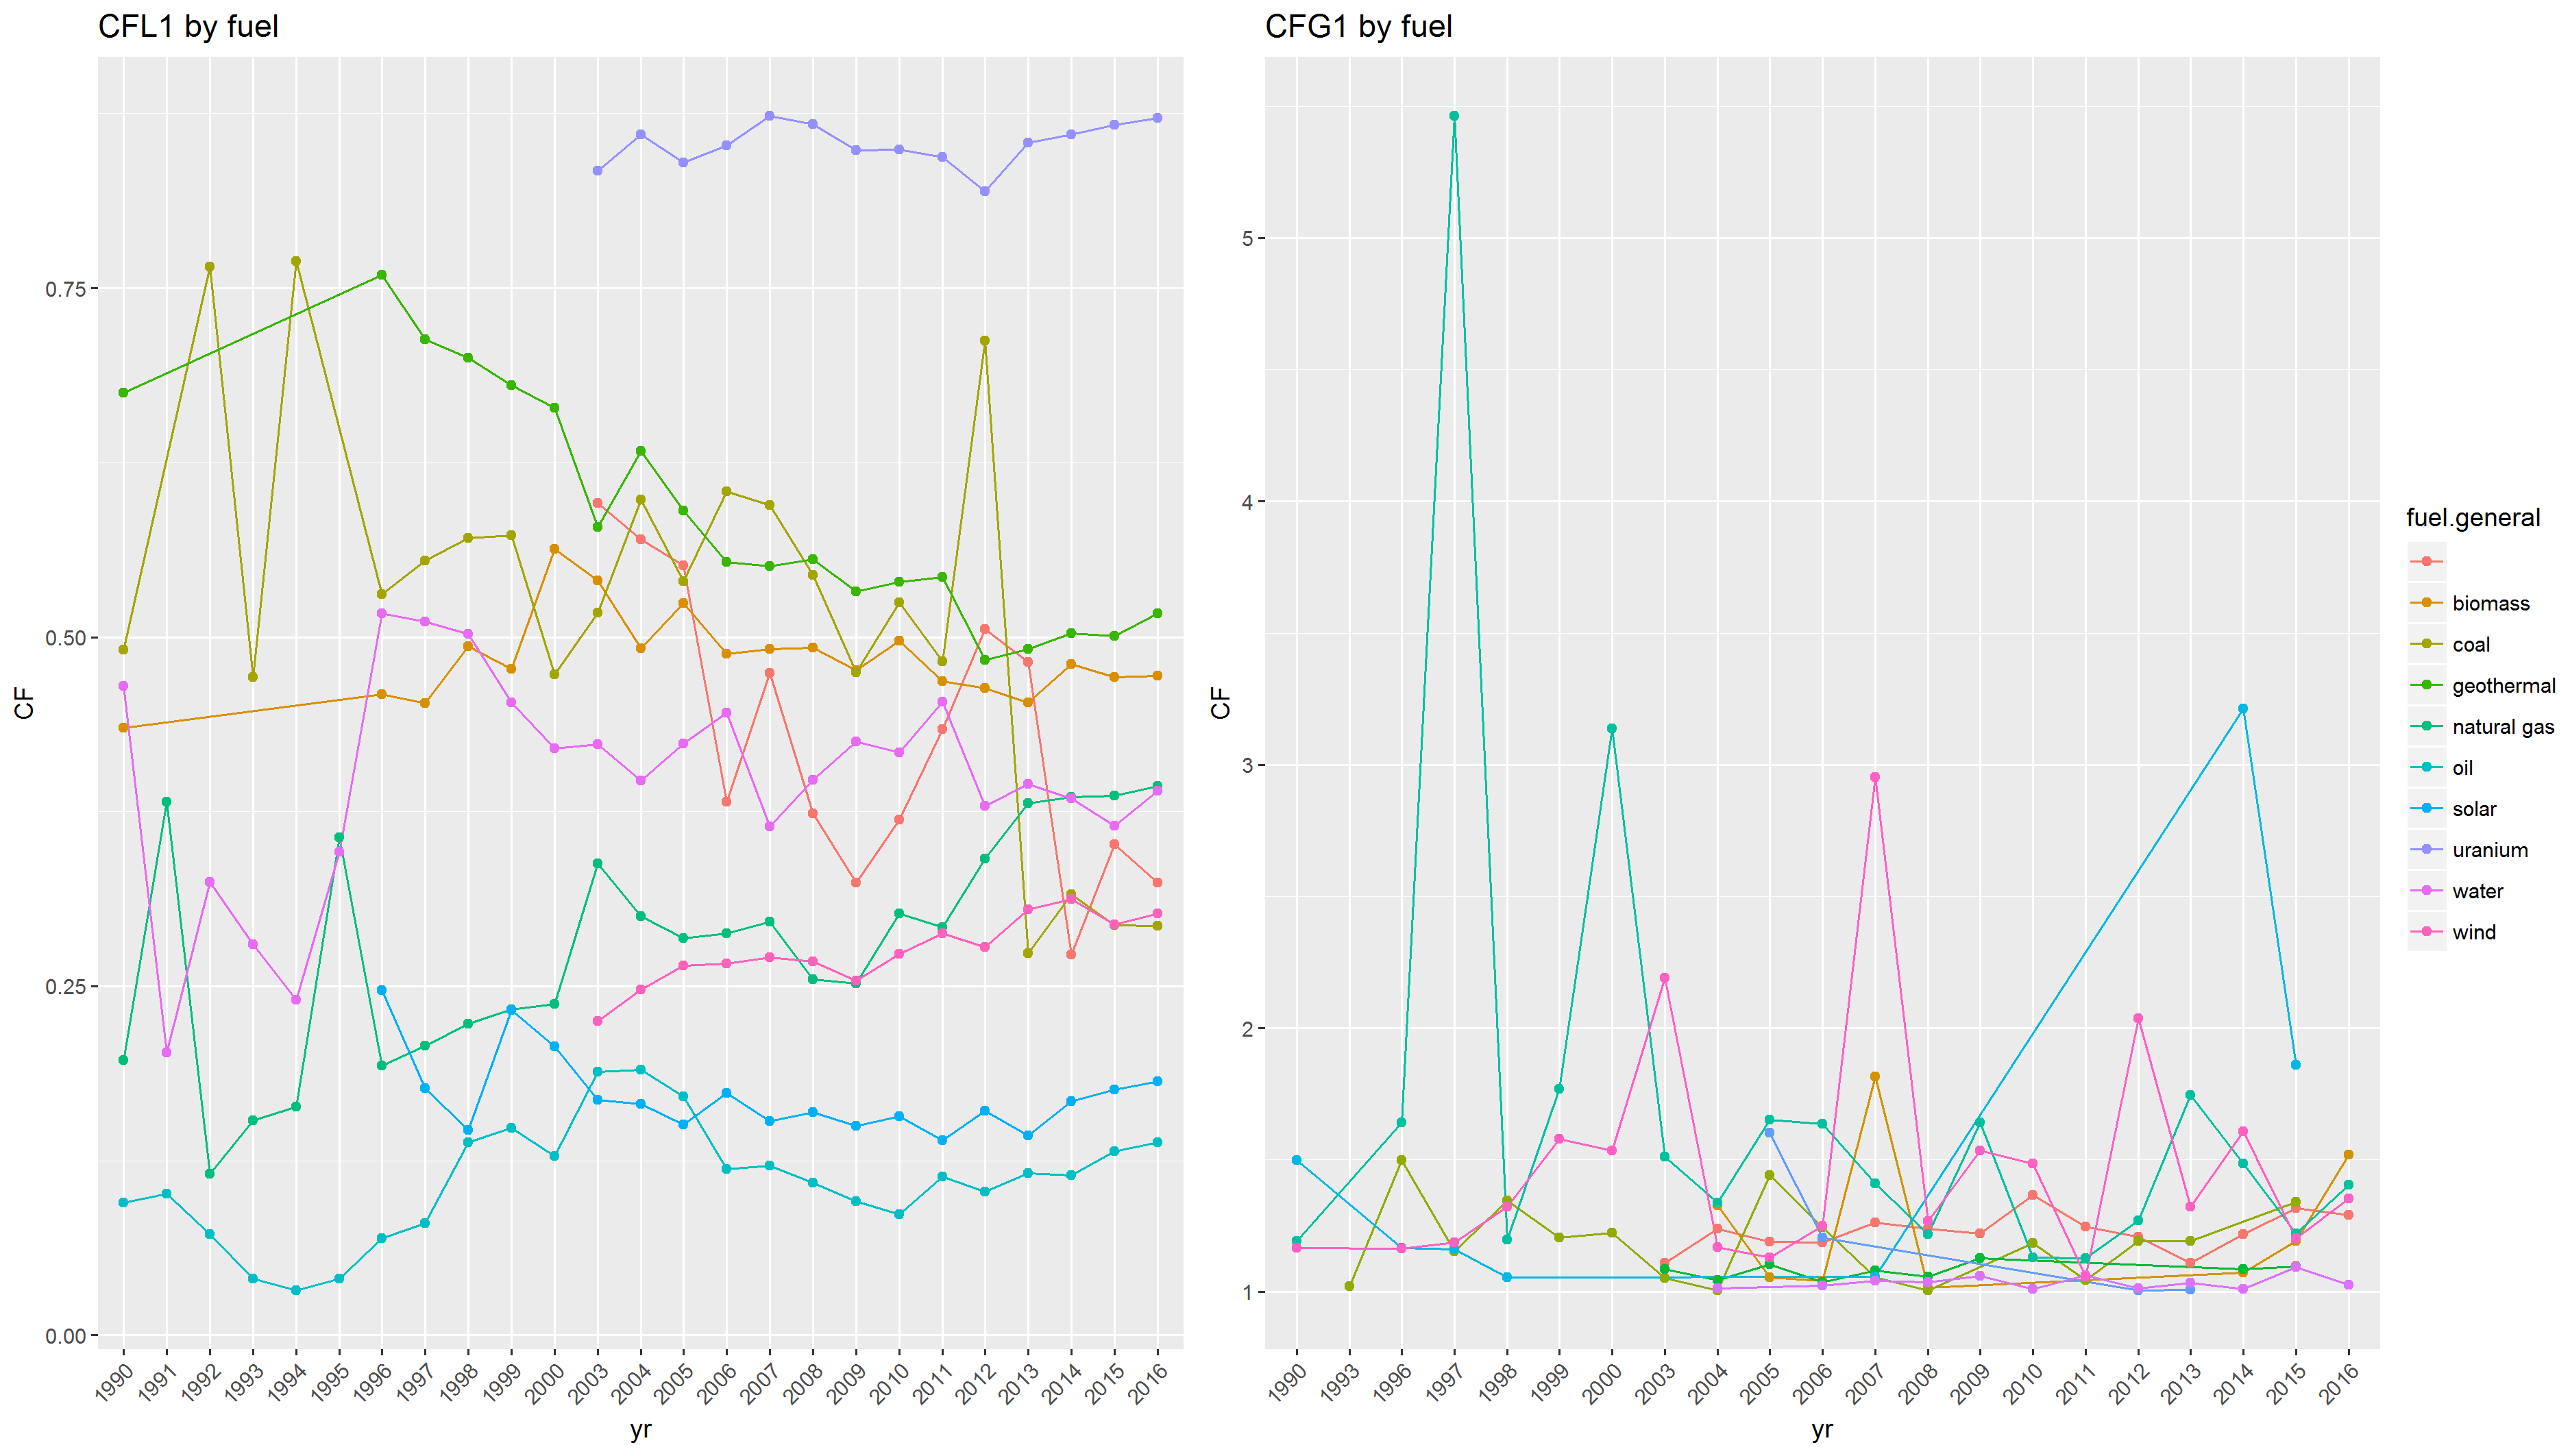 CFL1 by fuel
CF
0.75
0.50
0.25
0.00
1990 1991 1992 1993 1994 1995 1996 1997 1998 1999 2000 2003 2004 2005 2006 2007 2008 2009 2010 2011 2012 2013 2014 2015 2016
yr
CFG1 by fuel
CF
5
4
3
2
1
1990 1993 1996 1997 1998 1999 2000 2003 2004 2005 2006 2007 2008 2009 2010 2011 2012 2013 2014 2015 2016
yr
fuel.general
biomass
coal
geothermal
natural gas
oil
solar
uranium
water
wind